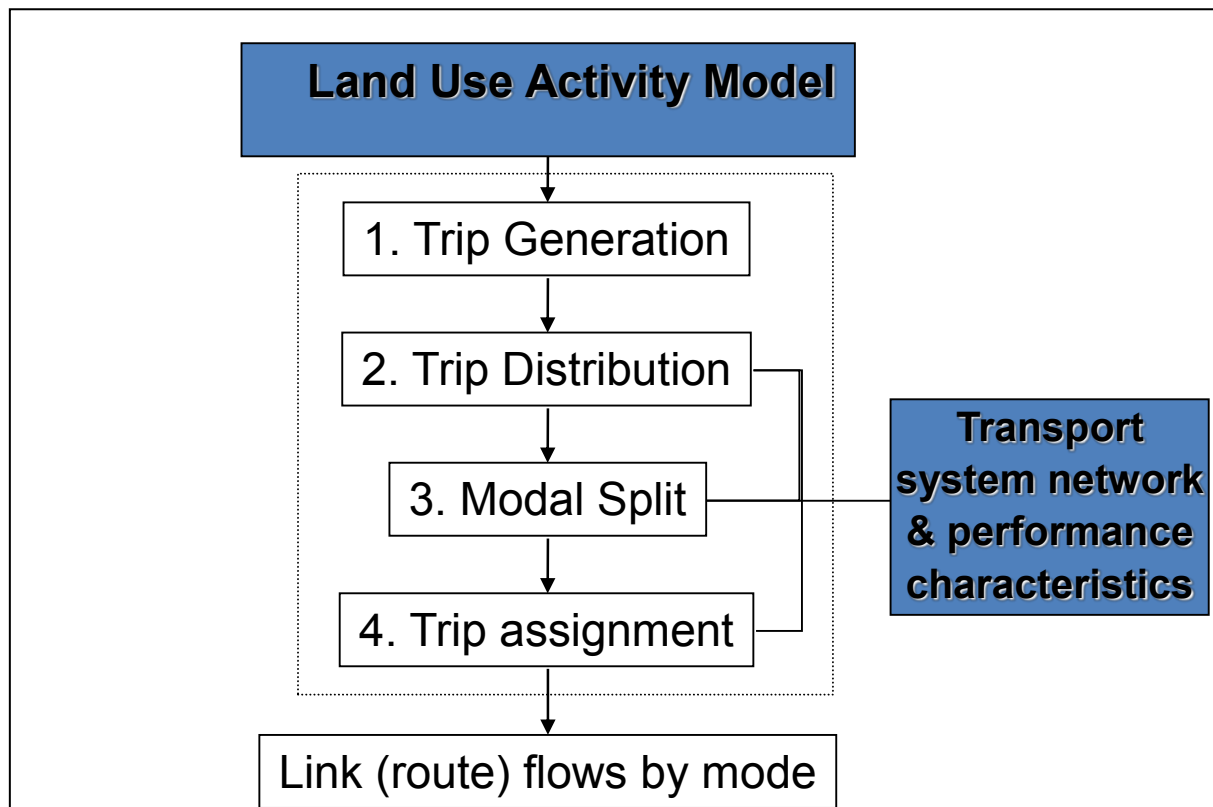 Land Use Activity Model
1. Trip Generation
2. Trip Distribution
3. Modal Split
4. Trip assignment
Link (route) flows by mode
Transport
system network
& performance
characteristics